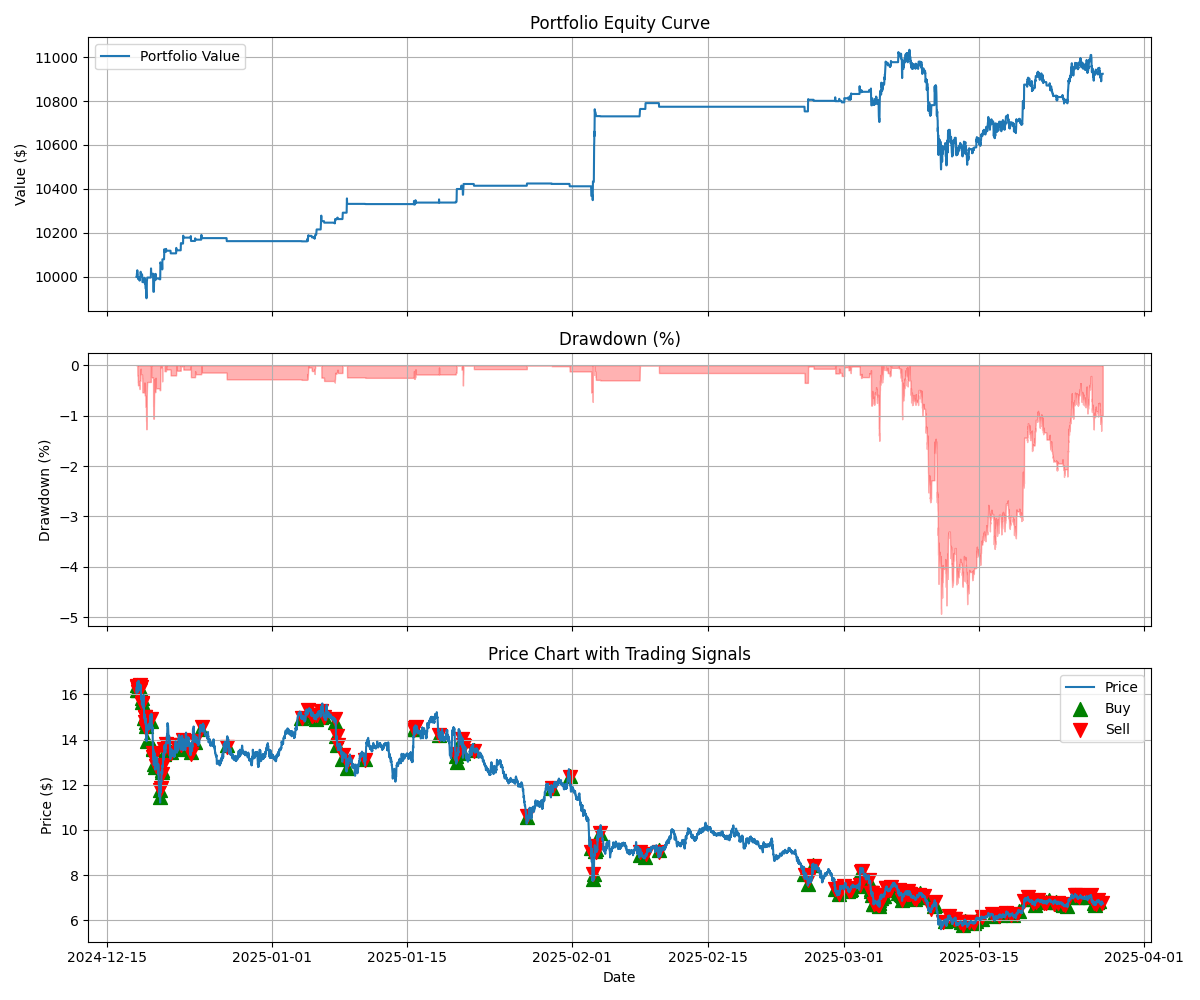 Portfolio Equity Curve
Portfolio Value
11000
10800
10600
10400
10200
10000
Value ($)
Drawdown (%)
0
−1
−2
−3
−4
−5
Drawdown (%)
Price Chart with Trading Signals
Price
Buy
Sell
16
14
12
10
8
6
Price ($)
2024-12-15
2025-01-01
2025-01-15
2025-02-01
2025-02-15
2025-03-01
2025-03-15
2025-04-01
Date